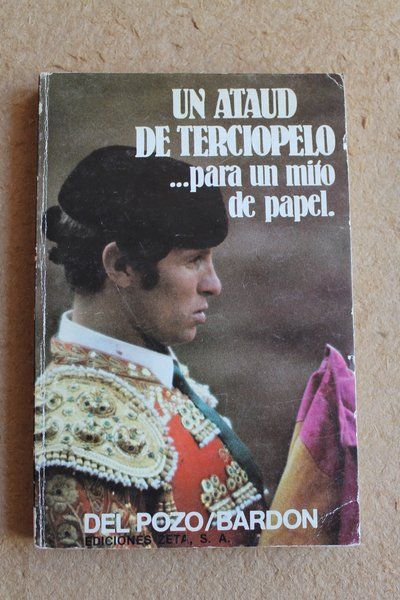 UN ATAUD
DE TERCIOPELO
...para un mito
de papel.
DEL POZO/BARDON
EDICIONES ZETA, S. A.